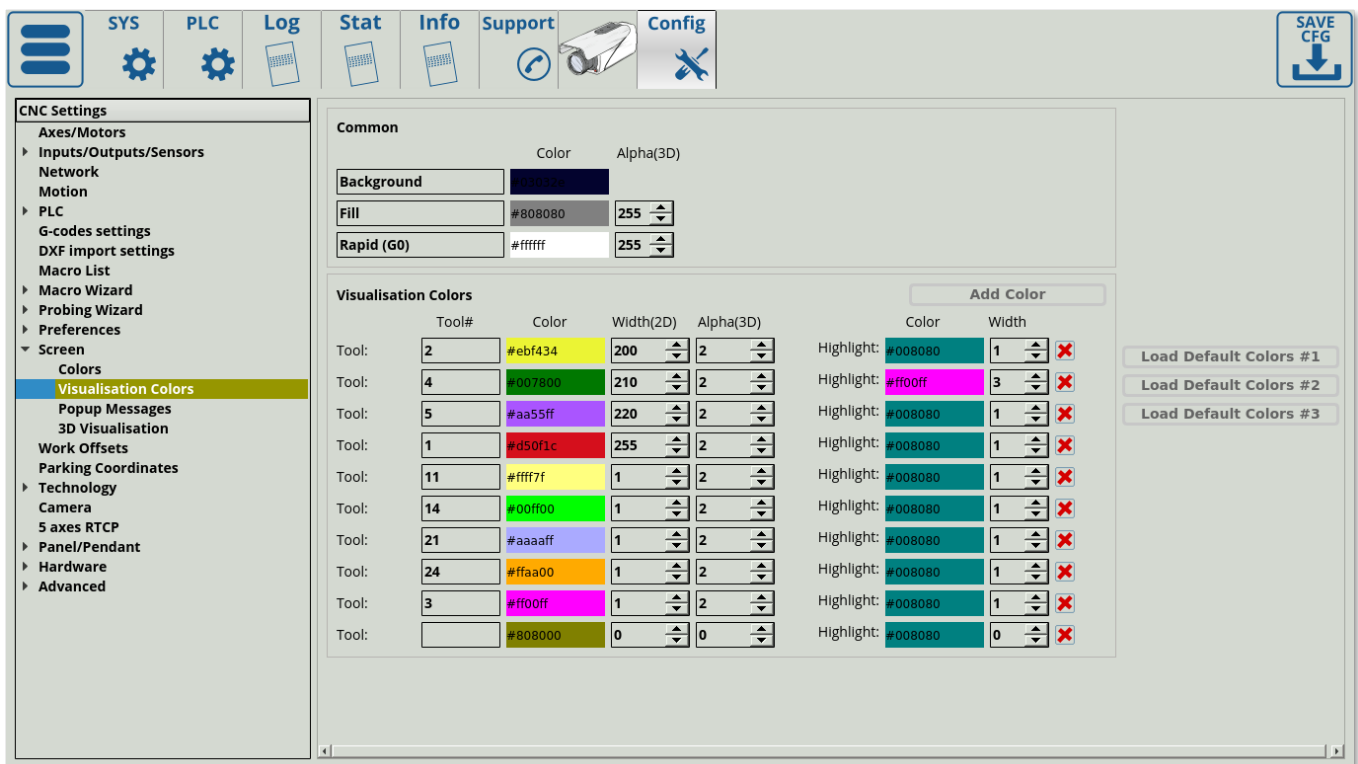 SYS PLC Log Stat Info Support Config SAVE CFG
CNC Settings
Axes/Motors
Inputs/Outputs/Sensors
Network
Motion
PLC
G-codes settings
DXF import settings
Macro List
Macro Wizard
Probing Wizard
Preferences
Screen
Colors
Visualisation Colors
Popup Messages
3D Visualisation
Work Offsets
Parking Coordinates
Technology
Camera
5 axes RTCP
Panel/Pendant
Hardware
Advanced
Common
Color Alpha(3D)
Background
Fill #808080 255
Rapid (G0) #ffffff 255
Visualisation Colors Add Color
Tool# Color Width(2D) Alpha(3D) Color Width
Tool: 2 #ebf434 200 2 Highlight: #008080 1
Tool: 4 #007800 210 2 Highlight: #ff00ff 3
Tool: 5 #aa55ff 220 2 Highlight: #008080 1
Tool: 1 #d50f1c 255 2 Highlight: #008080 1
Tool: 11 #ffff7f 1 2 Highlight: #008080 1
Tool: 14 #00ff00 1 2 Highlight: #008080 1
Tool: 21 #aaaaff 1 2 Highlight: #008080 1
Tool: 24 #ffaa00 1 2 Highlight: #008080 1
Tool: 3 #ff00ff 1 2 Highlight: #008080 1
Tool: #808000 0 0 Highlight: #008080 0
Load Default Colors #1
Load Default Colors #2
Load Default Colors #3